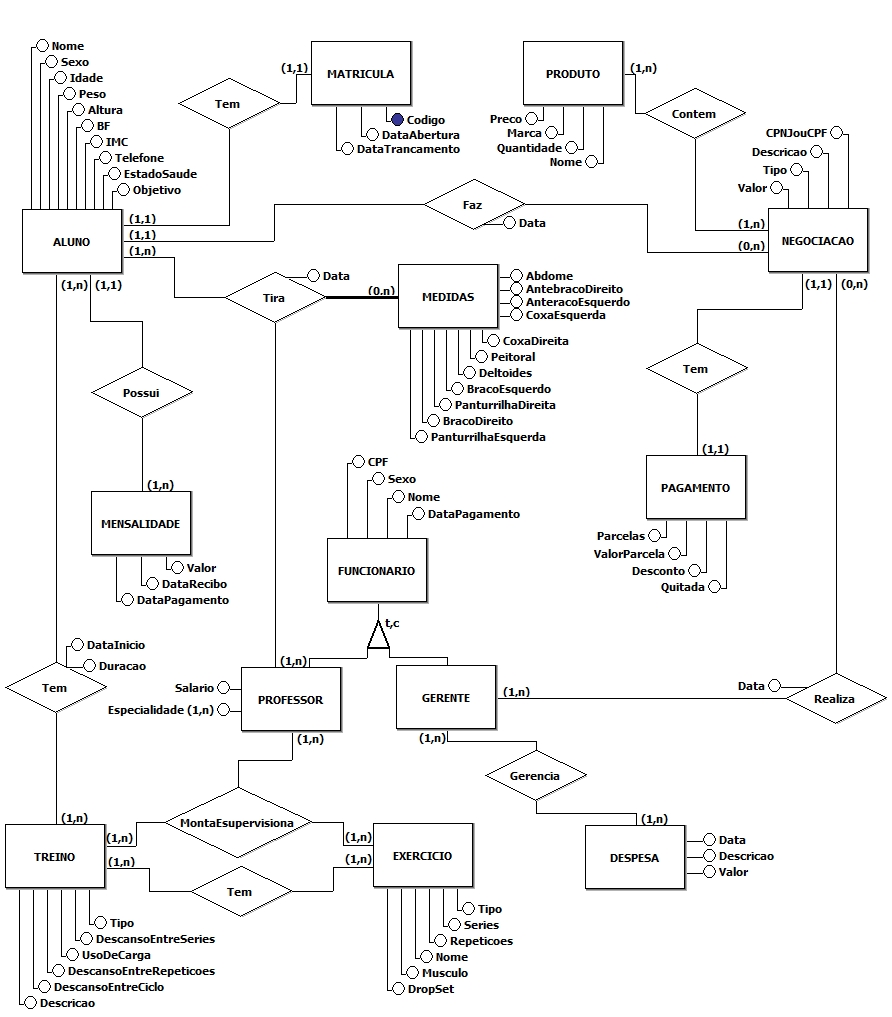 Nome
Sexo
Idade
Peso
Altura
BF
IMC
Telefone
EstadoSaude
Objetivo
ALUNO
(1,1)
(1,1)
(1,n)
(1,n)
(1,1)
Tem
(1,1)
MATRICULA
Codigo
DataAbertura
DataTrancamento
PRODUTO
(1,n)
Preco
Marca
Quantidade
Nome
Contem
CPNJouCPF
Descricao
Tipo
Valor
(1,n)
(0,n)
NEGOCIACAO
(1,1)
(0,n)
Faz
Data
Tira
Data
(0.n)
MEDIDAS
Abdome
AntebracoDireito
AnteracoEsquerdo
CoxaEsquerda
CoxaDireita
Peitoral
Deltoides
BracoEsquerdo
PanturrilhaDireita
BracoDireito
PanturrilhaEsquerda
Possui
(1,n)
MENSALIDADE
Valor
DataRecibo
DataPagamento
Tem
(1,1)
PAGAMENTO
Parcelas
ValorParcela
Desconto
Quitada
CPF
Sexo
Nome
DataPagamento
FUNCIONARIO
t,c
DataInicio
Duracao
Tem
(1,n)
PROFESSOR
Salario
Especialidade (1,n)
(1,n)
GERENTE
(1,n)
(1,n)
Data
Realiza
Gerencia
(1,n)
DESPESA
Data
Descricao
Valor
(1,n)
TREINO
(1,n)
(1,n)
MontaEsupervisiona
Tem
(1,n)
(1,n)
EXERCICIO
Tipo
DescansoEntreSeries
UsoDeCarga
DescansoEntreRepeticoes
DescansoEntreCiclo
Descricao
Tipo
Series
Repeticoes
Nome
Musculo
DropSet